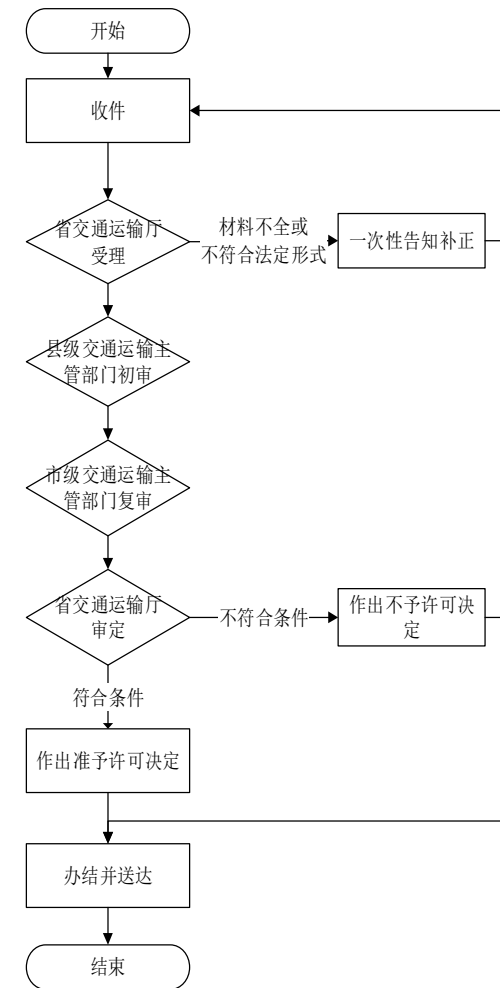 开始
收件
省交通运输厅
受理
材料不全或
不符合法定形式
一次性告知补正
县级交通运输主
管部门初审
市级交通运输主
管部门复审
省交通运输厅
审定
不符合条件
作出不予许可决
定
符合条件
作出准予许可决定
办结并送达
结束